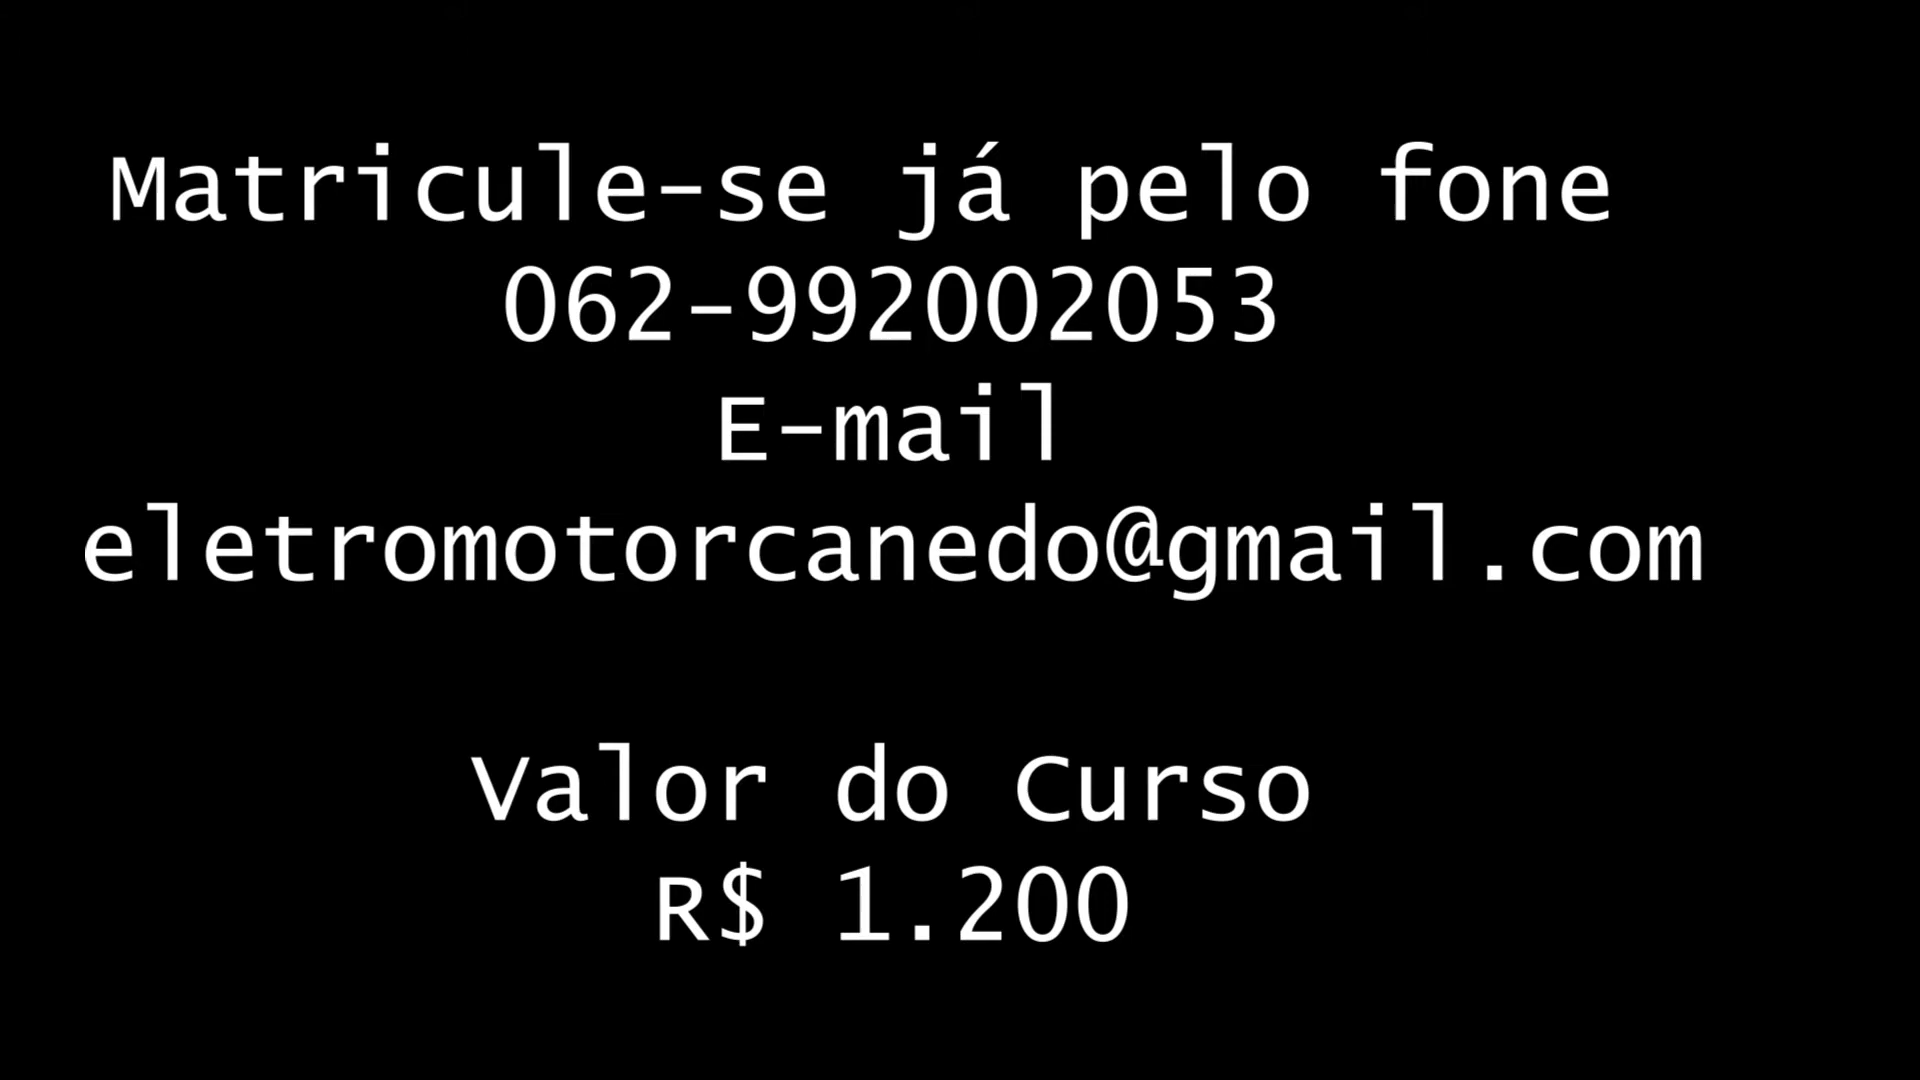 Matricule-se já pelo fone
062-992002053
E-mail
eletromotorcanedo@gmail.com
Valor do Curso
R$ 1.200